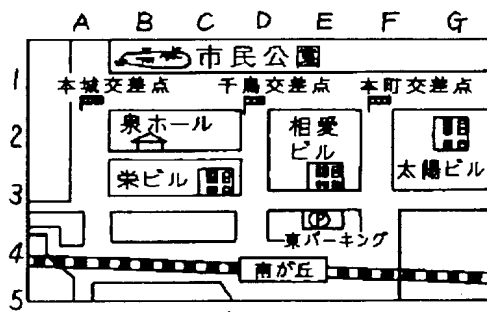 A B C D E F G
1
市民公園
本城交差点 千鳥交差点 本町交差点
2
泉ホール
相愛
ビル
太陽ビル
栄ビル
3
P
東パーキング
4
南が丘
5